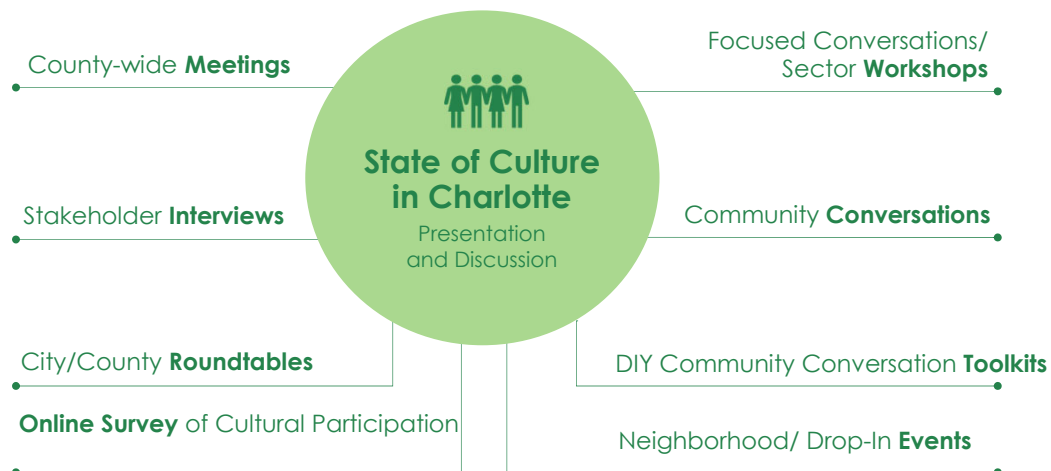 County-wide Meetings
Stakeholder Interviews
City/County Roundtables
Online Survey of Cultural Participation
State of Culture
in Charlotte
Presentation
and Discussion
Focused Conversations/
Sector Workshops
Community Conversations
DIY Community Conversation Toolkits
Neighborhood/ Drop-In Events